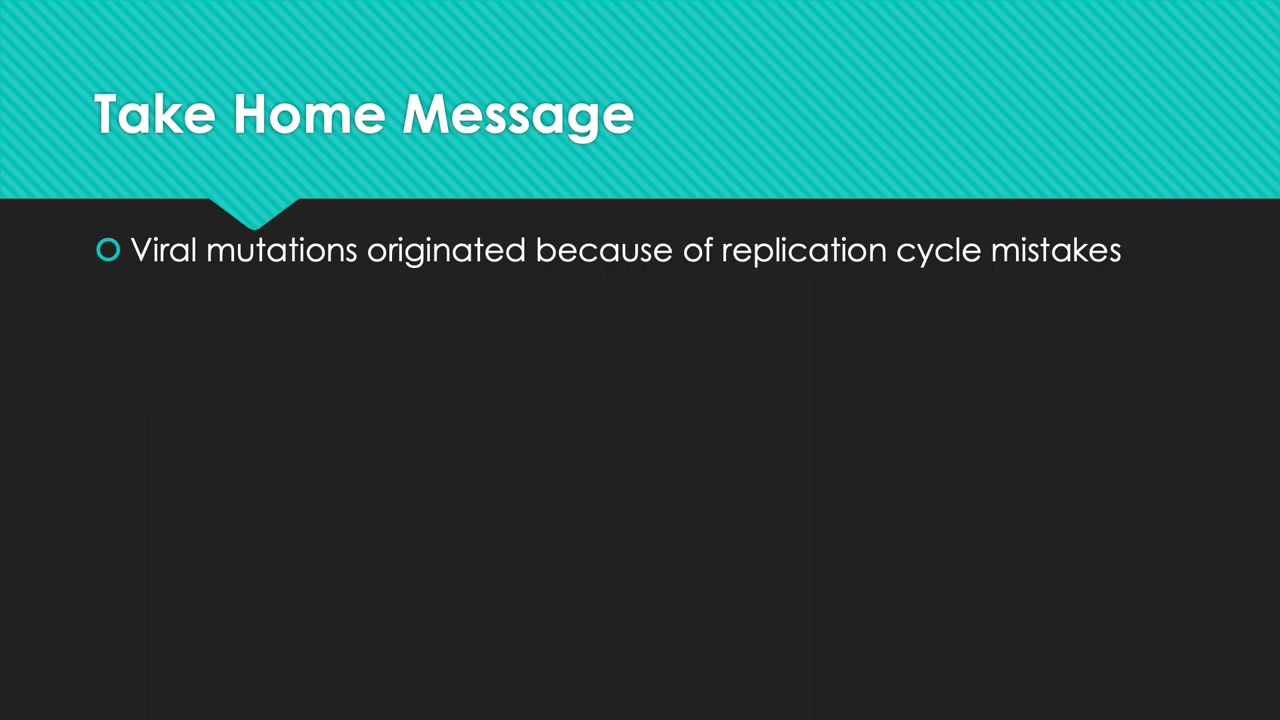 Take Home Message
Viral mutations originated because of replication cycle mistakes